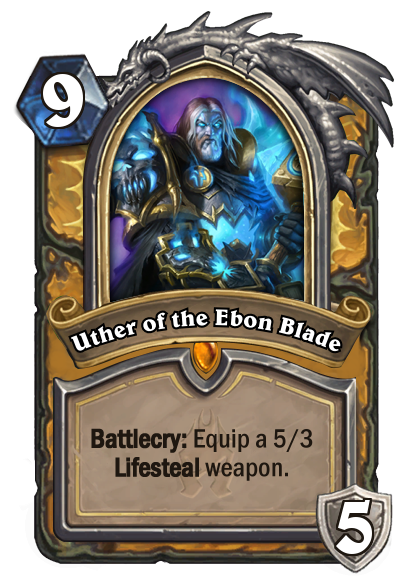 9
Uther of the Ebon Blade
Battlecry: Equip a 5/3
Lifesteal weapon.
5